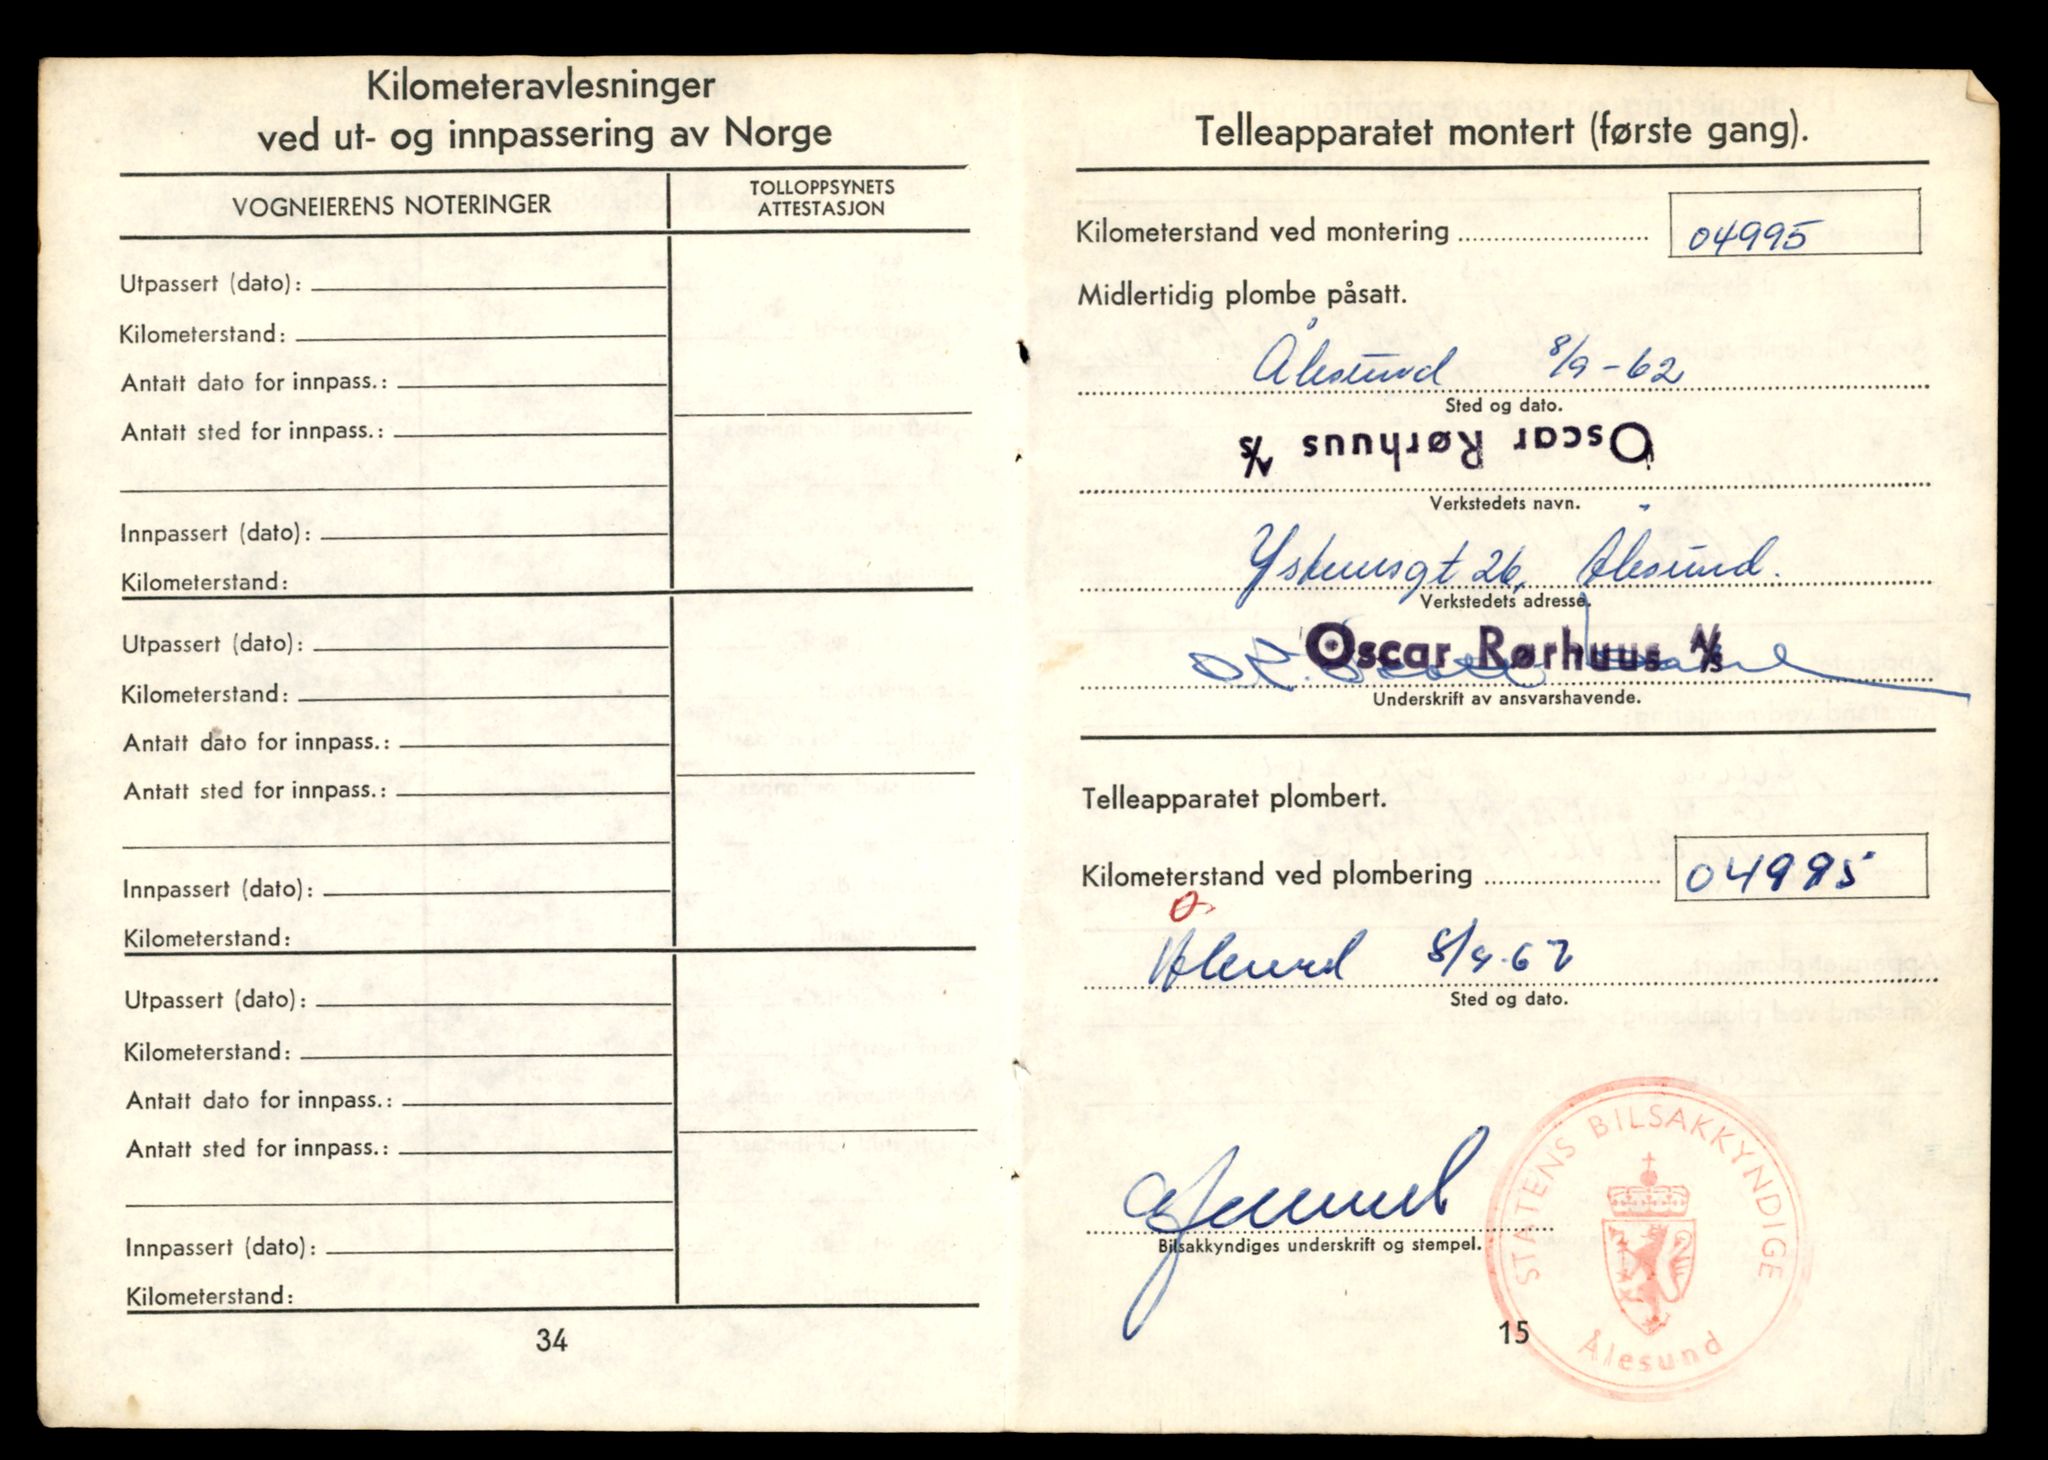 Kilometeravlesninger
ved ut- og innpassering av Norge
VOGNEIERENS NOTERINGER
TOLLOPPSYNETS
ATTESTASJON
Utpassert (dato):
Kilometerstand:
Antatt dato for innpass.:
Antatt sted for innpass.:
Innpassert (dato):
Kilometerstand:
Utpassert (dato):
Kilometerstand:
Antatt dato for innpass.:
Antatt sted for innpass.:
Innpassert (dato):
Kilometerstand:
Utpassert (dato):
Kilometerstand:
Antatt dato for innpass.:
Antatt sted for innpass.:
Innpassert (dato):
Kilometerstand:
34
Telleapparatet montert (første gang).
Kilometerstand ved montering 04995
Midlertidig plombe påsatt.
Ålesund 8/9-62
Sted og dato.
Oscar Rørhuus A/S
Verkstedets navn.
26, Ålesund.
Verkstedets adresse.
Oscar Rørhuus A/S
Underskrift av ansvarshavende.
Telleapparatet plombert.
Kilometerstand ved plombering 04995
Ålesund 8/9-62
Sted og dato.
Bilsakkyndiges underskrift og stempel.
STATENS BILSAKKYNDIGE
Ålesund
15